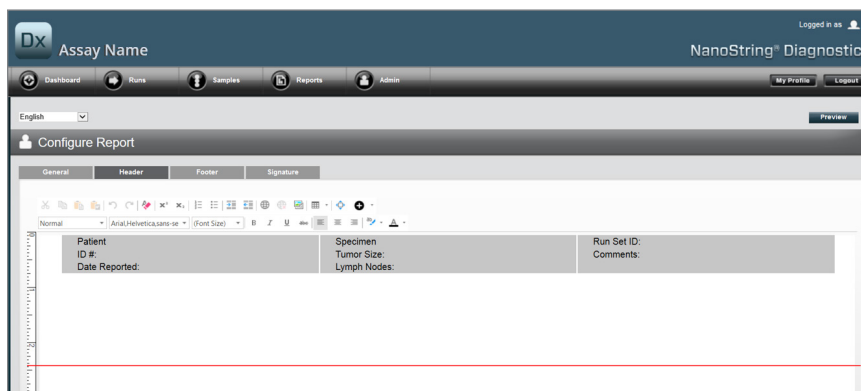 Logged in as
Dx Assay Name
NanoString® Diagnostic
Dashboard Runs Samples Reports Admin My Profile Logout
English Preview
Configure Report
General Header Footer Signature
Normal Arial,Helvetica,sans-se (Font Size) B I U abc A
Patient Specimen Run Set ID:
ID #: Tumor Size: Comments:
Date Reported: Lymph Nodes: